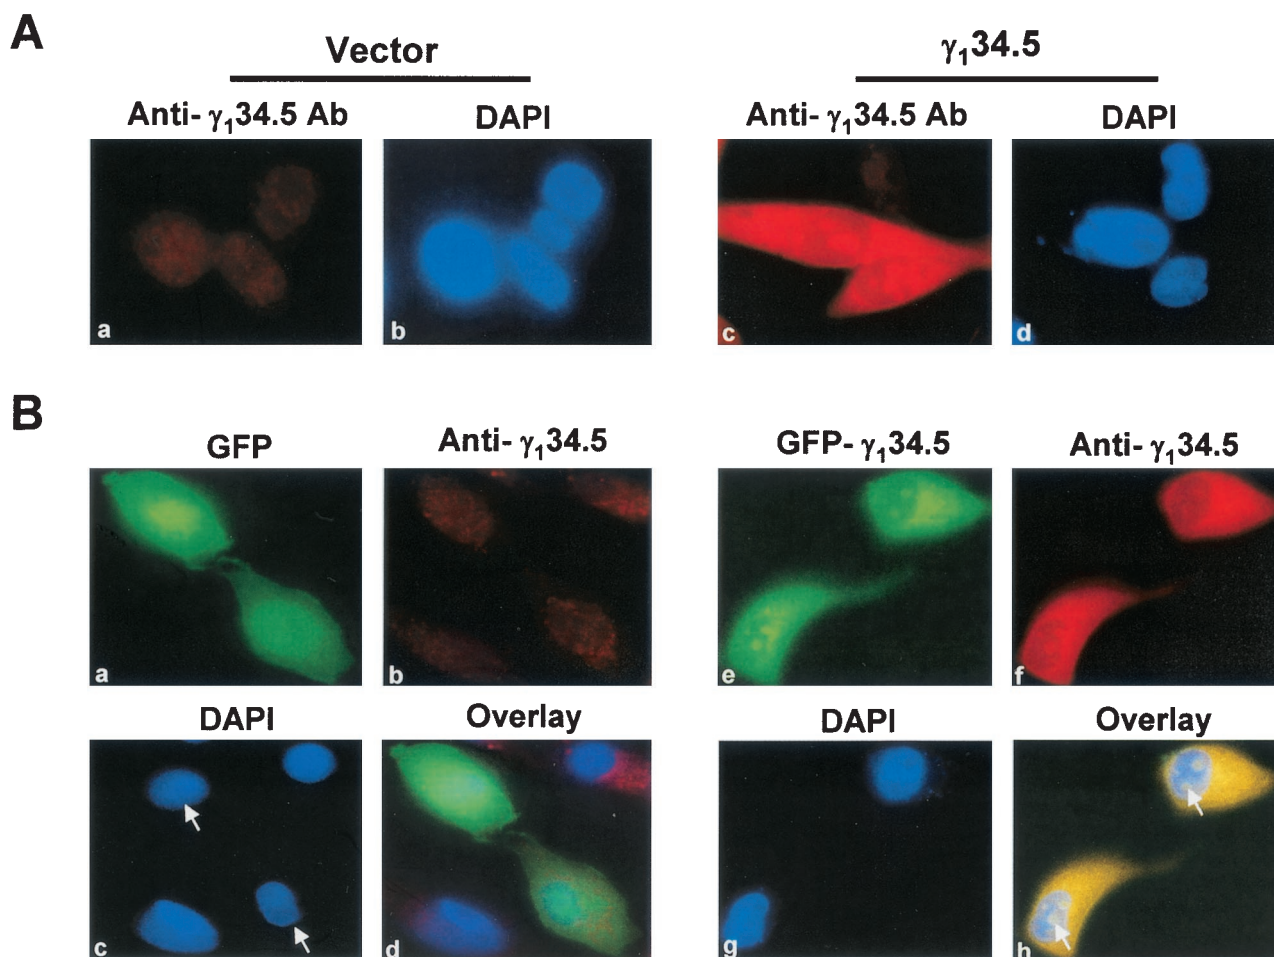 A
Vector
γ₁34.5
Anti- γ₁34.5 Ab
DAPI
Anti- γ₁34.5 Ab
DAPI
a
b
c
d
B
GFP
Anti- γ₁34.5
GFP- γ₁34.5
Anti- γ₁34.5
a
b
e
f
DAPI
Overlay
DAPI
Overlay
c
d
g
h